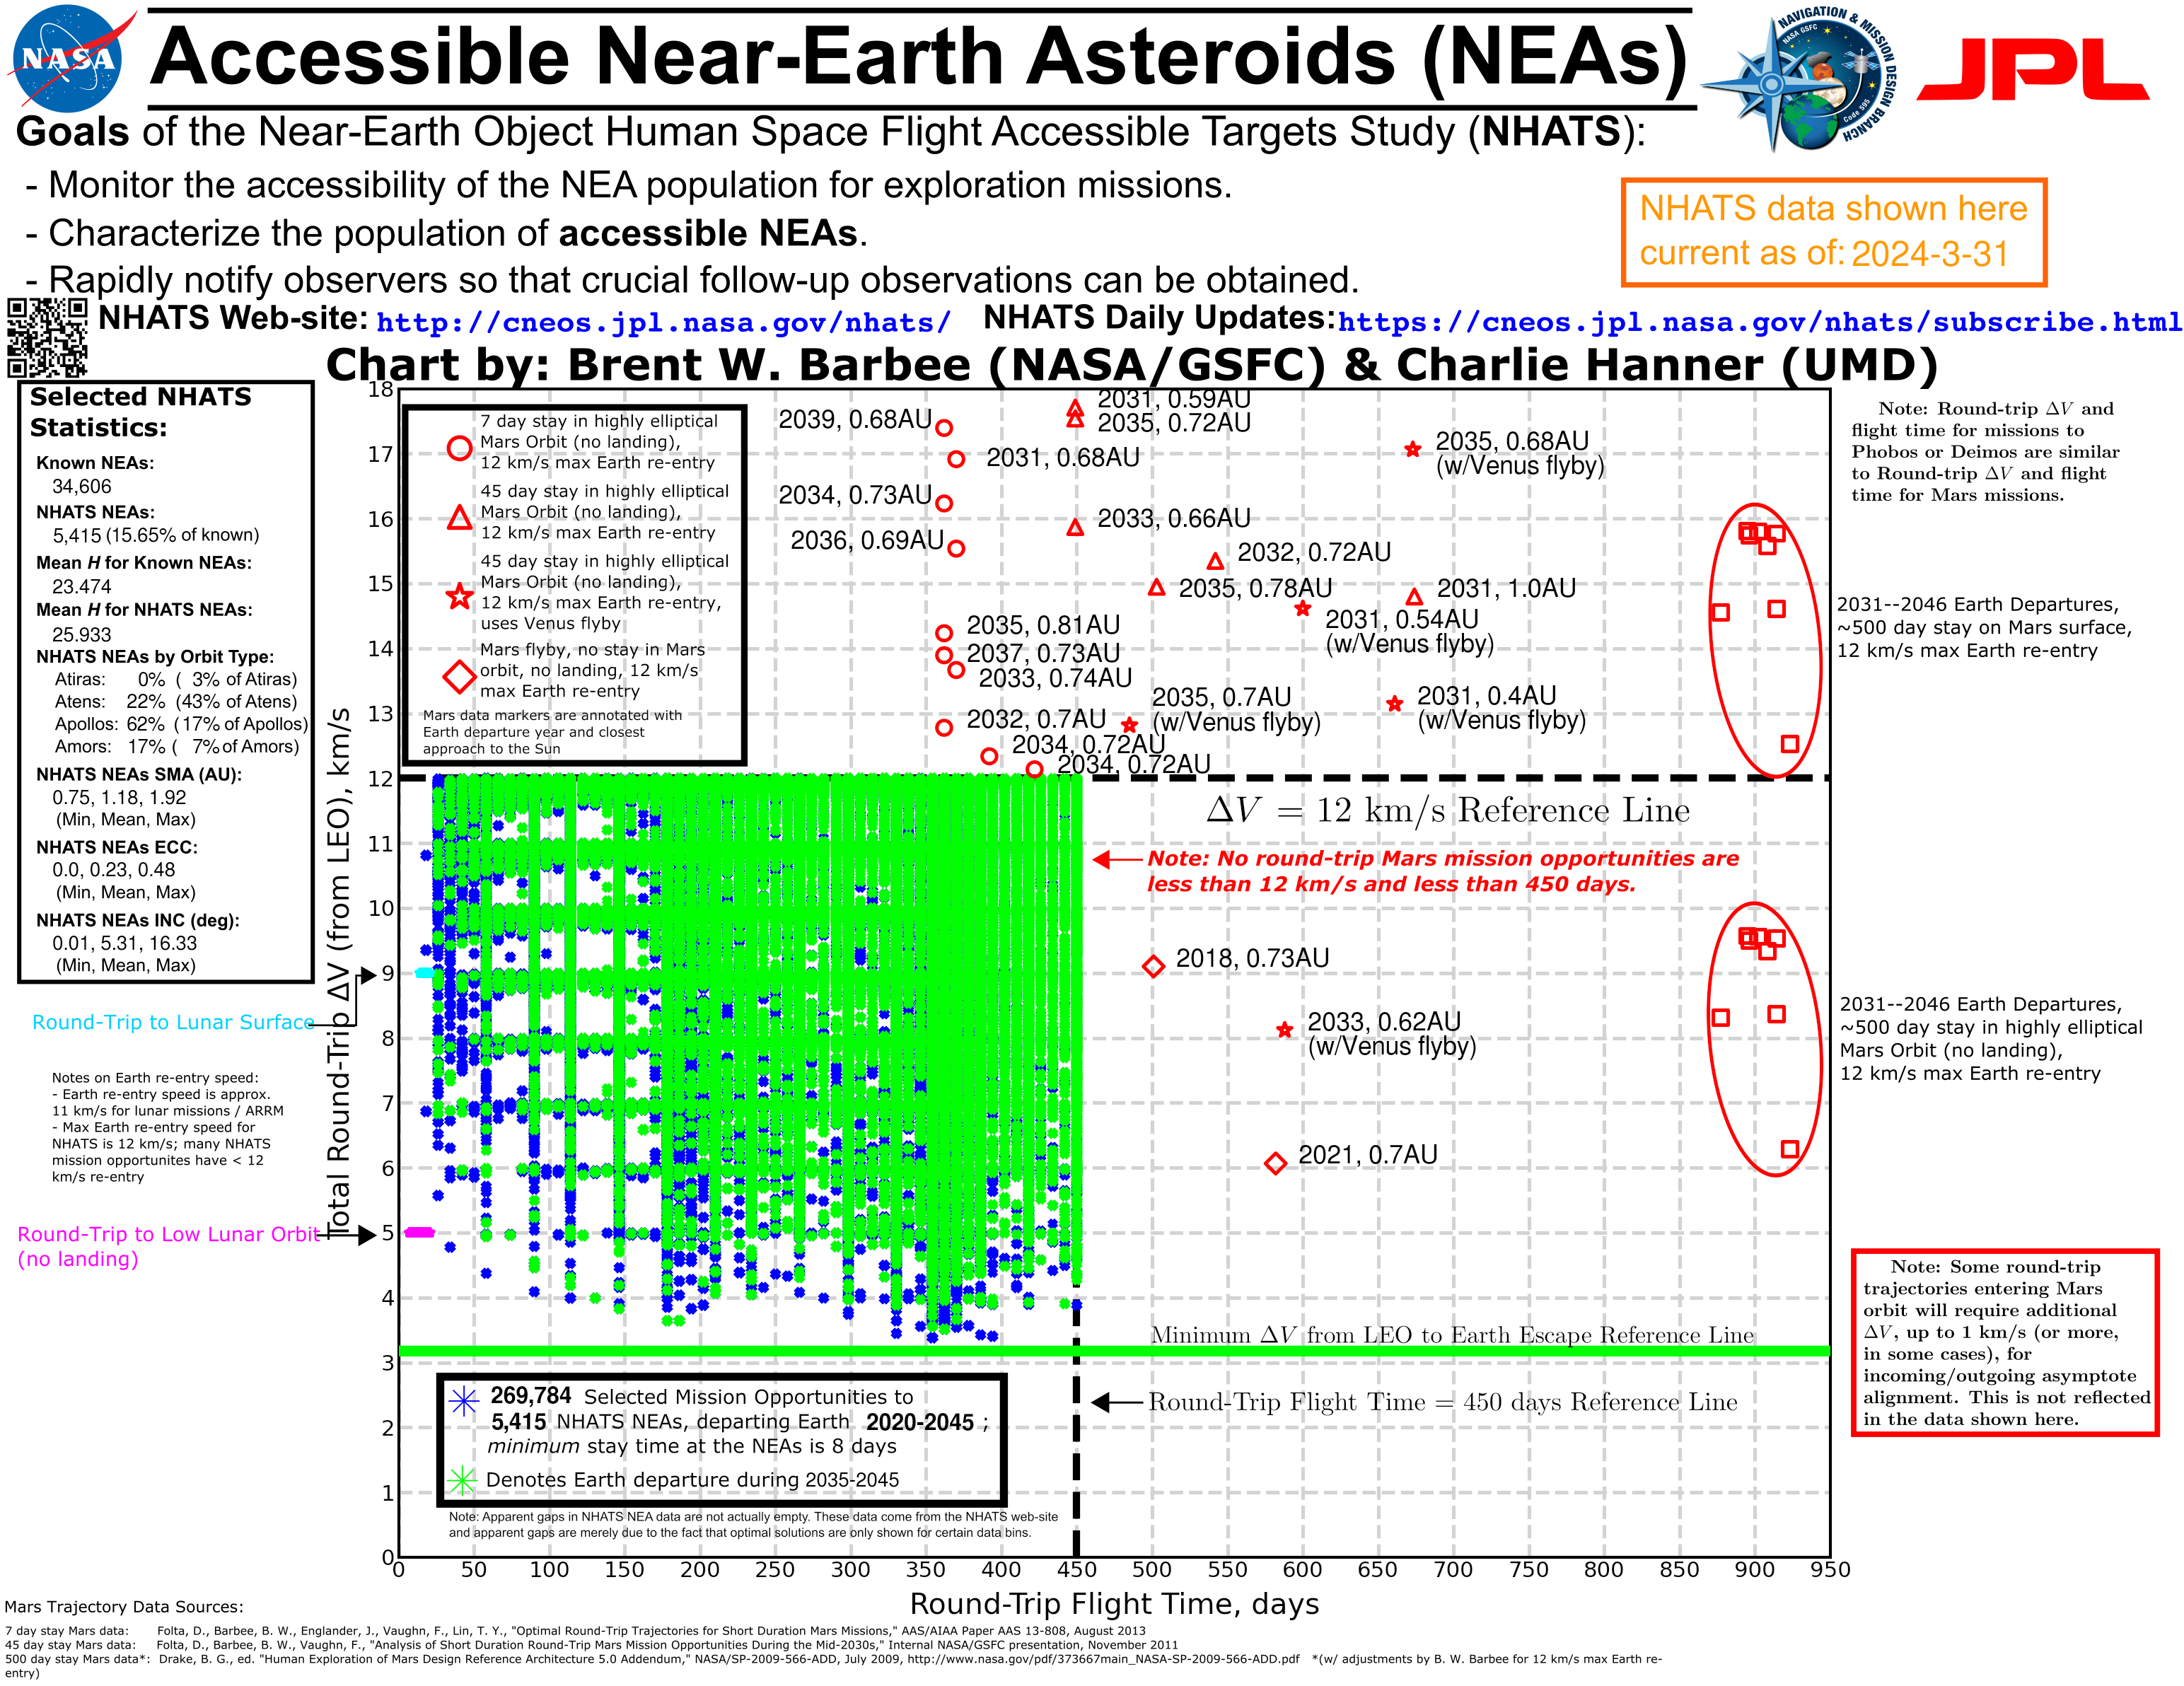 NASA
Accessible Near-Earth Asteroids (NEAs)
NAVIGATION & MISSION DESIGN BRANCH
NASA GSFC
Code 595
JPL
Goals of the Near-Earth Object Human Space Flight Accessible Targets Study (NHATS):
- Monitor the accessibility of the NEA population for exploration missions.
- Characterize the population of accessible NEAs.
- Rapidly notify observers so that crucial follow-up observations can be obtained.
NHATS data shown here
current as of: 2024-3-31
NHATS Web-site: http://cneos.jpl.nasa.gov/nhats/ NHATS Daily Updates: https://cneos.jpl.nasa.gov/nhats/subscribe.html
Chart by: Brent W. Barbee (NASA/GSFC) & Charlie Hanner (UMD)
Selected NHATS
Statistics:
Known NEAs:
34,606
NHATS NEAs:
5,415 (15.65% of known)
Mean H for Known NEAs:
23.474
Mean H for NHATS NEAs:
25.933
NHATS NEAs by Orbit Type:
Atiras: 0% ( 3% of Atiras)
Atens: 22% (43% of Atens)
Apollos: 62% (17% of Apollos)
Amors: 17% ( 7% of Amors)
NHATS NEAs SMA (AU):
0.75, 1.18, 1.92
(Min, Mean, Max)
NHATS NEAs ECC:
0.0, 0.23, 0.48
(Min, Mean, Max)
NHATS NEAs INC (deg):
0.01, 5.31, 16.33
(Min, Mean, Max)
Round-Trip to Lunar Surface
Notes on Earth re-entry speed:
- Earth re-entry speed is approx.
11 km/s for lunar missions / ARRM
- Max Earth re-entry speed for
NHATS is 12 km/s; many NHATS
mission opportunites have < 12
km/s re-entry
Round-Trip to Low Lunar Orbit
(no landing)
Total Round-Trip ΔV (from LEO), km/s
18
17
16
15
14
13
12
11
10
9
8
7
6
5
4
3
2
1
0
7 day stay in highly elliptical
Mars Orbit (no landing),
12 km/s max Earth re-entry
45 day stay in highly elliptical
Mars Orbit (no landing),
12 km/s max Earth re-entry
45 day stay in highly elliptical
Mars Orbit (no landing),
12 km/s max Earth re-entry,
uses Venus flyby
Mars flyby, no stay in Mars
orbit, no landing, 12 km/s
max Earth re-entry
Mars data markers are annotated with
Earth departure year and closest
approach to the Sun
2039, 0.68AU
2031, 0.59AU
2035, 0.72AU
2031, 0.68AU
2035, 0.68AU
(w/Venus flyby)
2034, 0.73AU
2033, 0.66AU
2036, 0.69AU
2032, 0.72AU
2035, 0.78AU
2031, 1.0AU
2031, 0.54AU
(w/Venus flyby)
2035, 0.81AU
2037, 0.73AU
2033, 0.74AU
2035, 0.7AU
(w/Venus flyby)
2031, 0.4AU
(w/Venus flyby)
2032, 0.7AU
2034, 0.72AU
2034, 0.72AU
ΔV = 12 km/s Reference Line
Note: No round-trip Mars mission opportunities are
less than 12 km/s and less than 450 days.
2018, 0.73AU
2033, 0.62AU
(w/Venus flyby)
2021, 0.7AU
Minimum ΔV from LEO to Earth Escape Reference Line
Round-Trip Flight Time = 450 days Reference Line
269,784 Selected Mission Opportunities to
5,415 NHATS NEAs, departing Earth 2020-2045 ;
minimum stay time at the NEAs is 8 days
Denotes Earth departure during 2035-2045
Note: Apparent gaps in NHATS NEA data are not actually empty. These data come from the NHATS web-site
and apparent gaps are merely due to the fact that optimal solutions are only shown for certain data bins.
0 50 100 150 200 250 300 350 400 450 500 550 600 650 700 750 800 850 900 950
Round-Trip Flight Time, days
Note: Round-trip ΔV and
flight time for missions to
Phobos or Deimos are similar
to Round-trip ΔV and flight
time for Mars missions.
2031--2046 Earth Departures,
~500 day stay on Mars surface,
12 km/s max Earth re-entry
2031--2046 Earth Departures,
~500 day stay in highly elliptical
Mars Orbit (no landing),
12 km/s max Earth re-entry
Note: Some round-trip
trajectories entering Mars
orbit will require additional
ΔV, up to 1 km/s (or more,
in some cases), for
incoming/outgoing asymptote
alignment. This is not reflected
in the data shown here.
Mars Trajectory Data Sources:
7 day stay Mars data: Folta, D., Barbee, B. W., Englander, J., Vaughn, F., Lin, T. Y., "Optimal Round-Trip Trajectories for Short Duration Mars Missions," AAS/AIAA Paper AAS 13-808, August 2013
45 day stay Mars data: Folta, D., Barbee, B. W., Vaughn, F., "Analysis of Short Duration Round-Trip Mars Mission Opportunities During the Mid-2030s," Internal NASA/GSFC presentation, November 2011
500 day stay Mars data*: Drake, B. G., ed. "Human Exploration of Mars Design Reference Architecture 5.0 Addendum," NASA/SP-2009-566-ADD, July 2009, http://www.nasa.gov/pdf/373667main_NASA-SP-2009-566-ADD.pdf *(w/ adjustments by B. W. Barbee for 12 km/s max Earth re-
entry)